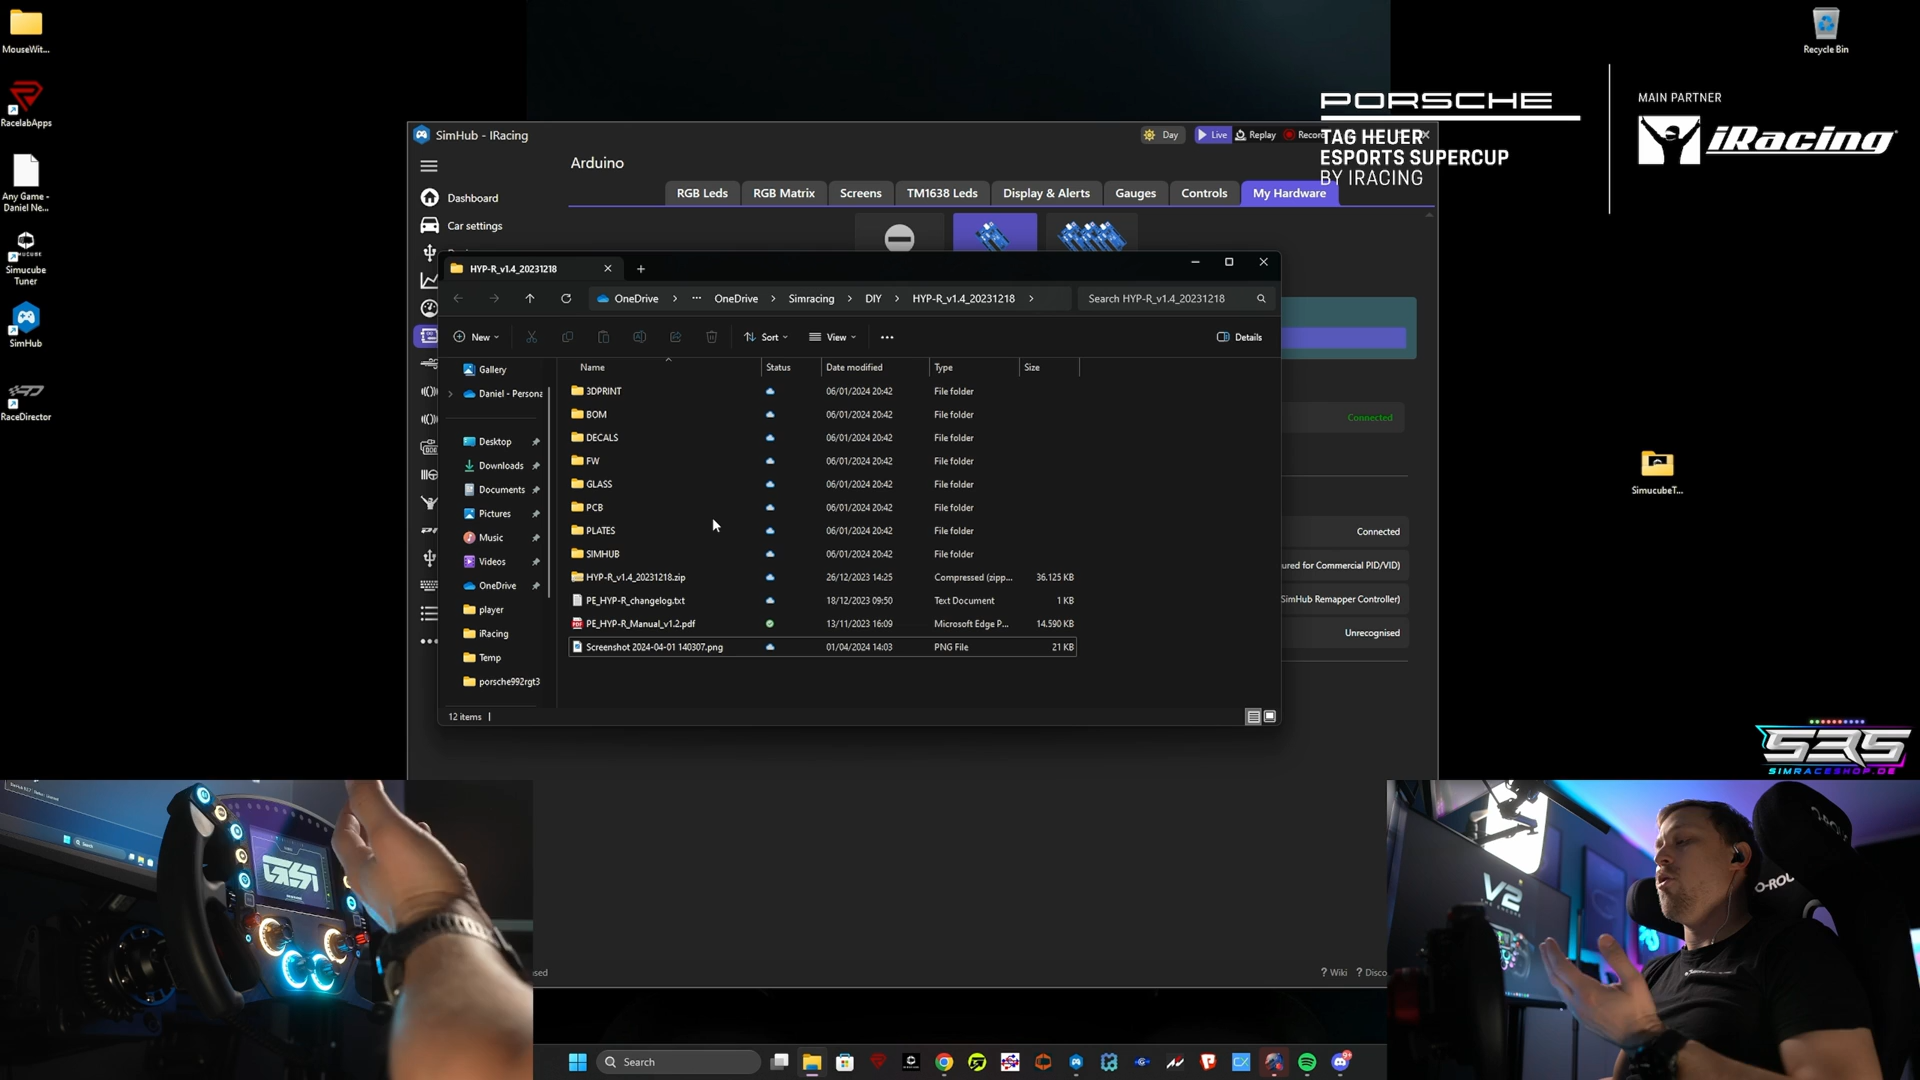 MouseWit...
RacelabApps
Any Game -
Daniel Ne...
Simucube
Tuner
SimHub
RaceDirector
Recycle Bin
SimucubeT...
PORSCHE
TAG HEUER
ESPORTS SUPERCUP
BY IRACING
MAIN PARTNER
iRacing
SimHub - IRacing
Day
Live
Replay
Record
Arduino
RGB Leds
RGB Matrix
Screens
TM1638 Leds
Display & Alerts
Gauges
Controls
My Hardware
Dashboard
Car settings
HYP-R_v1.4_20231218
OneDrive > ... OneDrive > Simracing > DIY > HYP-R_v1.4_20231218 >
Search HYP-R_v1.4_20231218
New
Sort
View
Details
Gallery
Daniel - Persona
Desktop
Downloads
Documents
Pictures
Music
Videos
OneDrive
player
iRacing
Temp
porsche992rgt3
Name Status Date modified Type Size
3DPRINT 06/01/2024 20:42 File folder
BOM 06/01/2024 20:42 File folder
DECALS 06/01/2024 20:42 File folder
FW 06/01/2024 20:42 File folder
GLASS 06/01/2024 20:42 File folder
PCB 06/01/2024 20:42 File folder
PLATES 06/01/2024 20:42 File folder
SIMHUB 06/01/2024 20:42 File folder
HYP-R_v1.4_20231218.zip 26/12/2023 14:25 Compressed (zipp... 36.125 KB
PE_HYP-R_changelog.txt 18/12/2023 09:50 Text Document 1 KB
PE_HYP-R_Manual_v1.2.pdf 13/11/2023 16:09 Microsoft Edge P... 14.590 KB
Screenshot 2024-04-01 140307.png 01/04/2024 14:03 PNG File 21 KB
12 items
Connected
Connected
ured for Commercial PID/VID)
SimHub Remapper Controller)
Unrecognised
SRS
SIMRACESHOP.DE
GSI
V2
sed
? Wiki
? Disco
Search